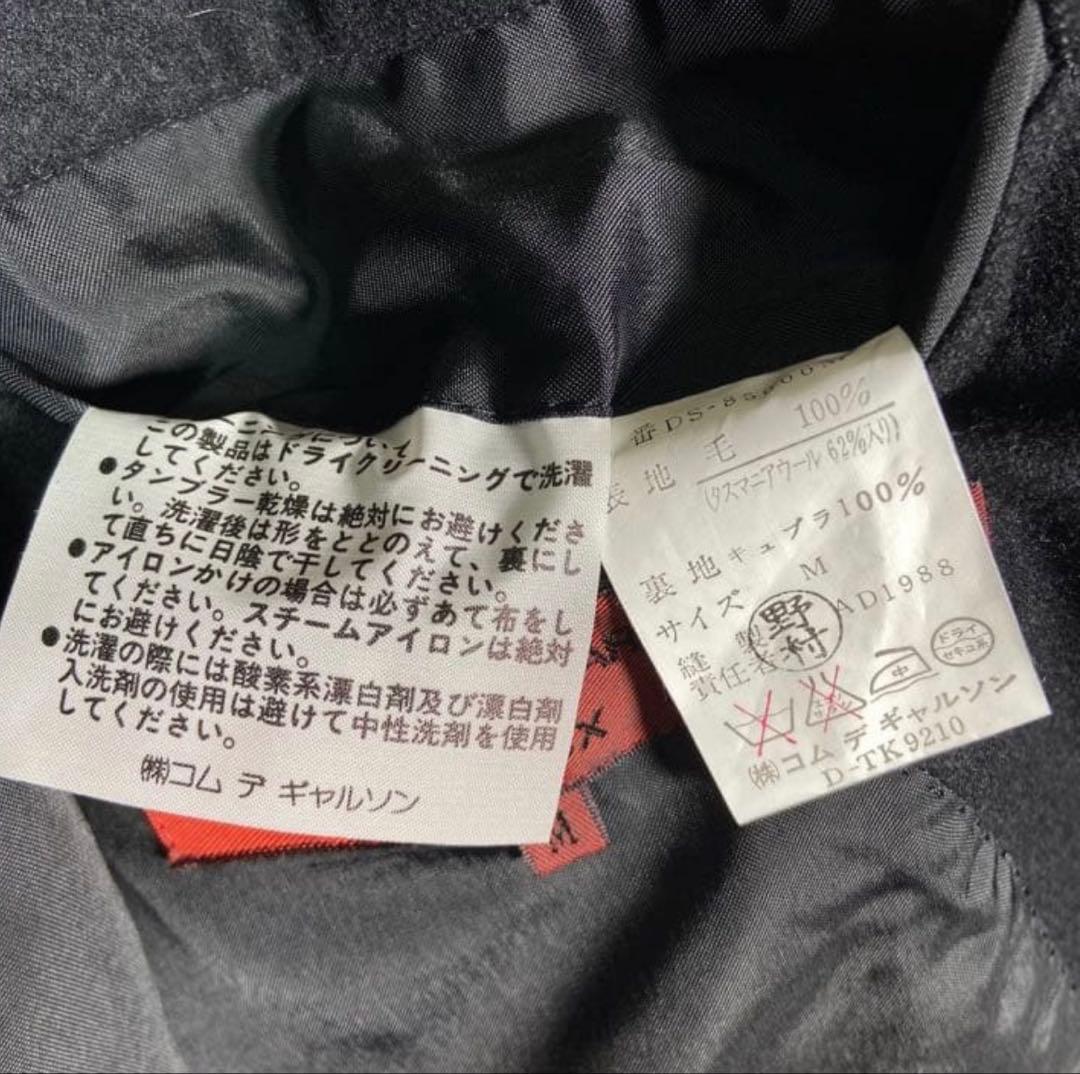 この製品はドライクリーニングで洗濯
してください。
●タンブラー乾燥は絶対にお避けくださ
い。洗濯後は形をととのえて、裏にし
て直ちに日陰で干してください。
●アイロンかけの場合は必ずあて布をし
てください。スチームアイロンは絶対
にお避けください。
●洗濯の際には酸素系漂白剤及び漂白剤
入洗剤の使用は避けて中性洗剤を使用
してください。
㈱コム デ ギャルソン
表地 毛 100%
(タスマニアウール 62%入り)
裏地 キュプラ100%
サイズ M
縫製
責任者
野村
AD1988
中
ドライ
セキユ系
㈱コム デ ギャルソン
D-TK9210
M